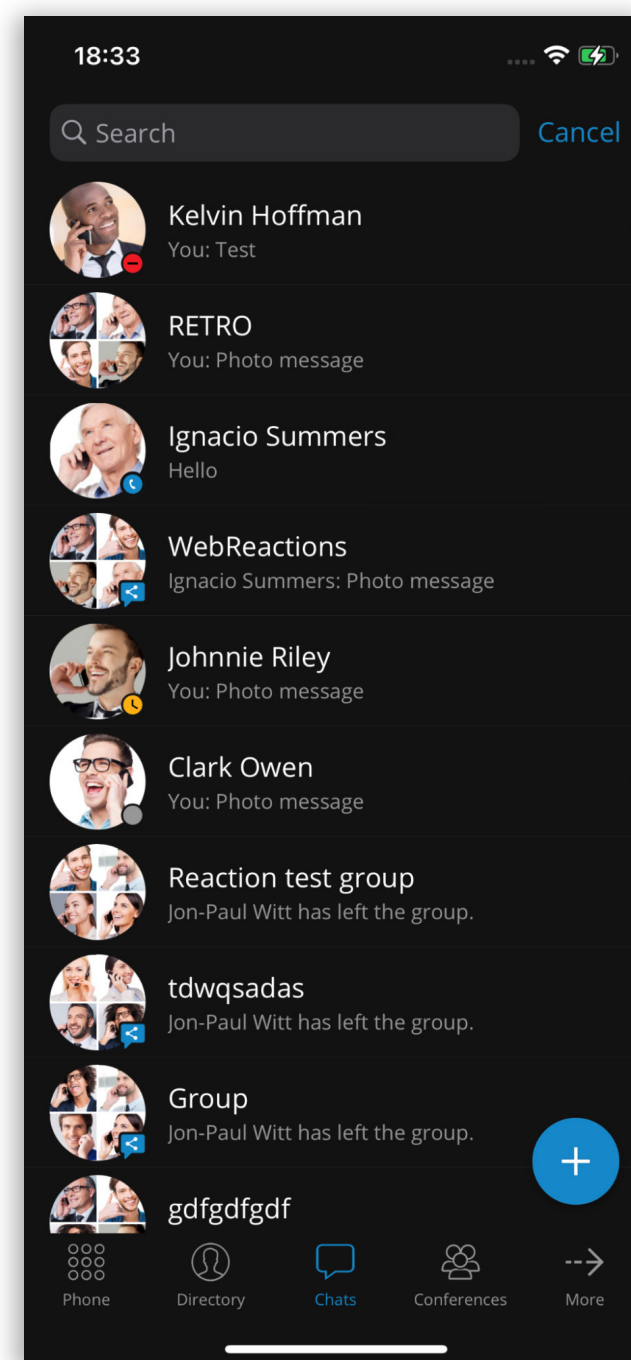 18:33
Search
Cancel
Kelvin Hoffman
You: Test
RETRO
You: Photo message
Ignacio Summers
Hello
WebReactions
Ignacio Summers: Photo message
Johnnie Riley
You: Photo message
Clark Owen
You: Photo message
Reaction test group
Jon-Paul Witt has left the group.
tdwqsadas
Jon-Paul Witt has left the group.
Group
Jon-Paul Witt has left the group.
gdfgdfgdf
Phone
Directory
Chats
Conferences
More